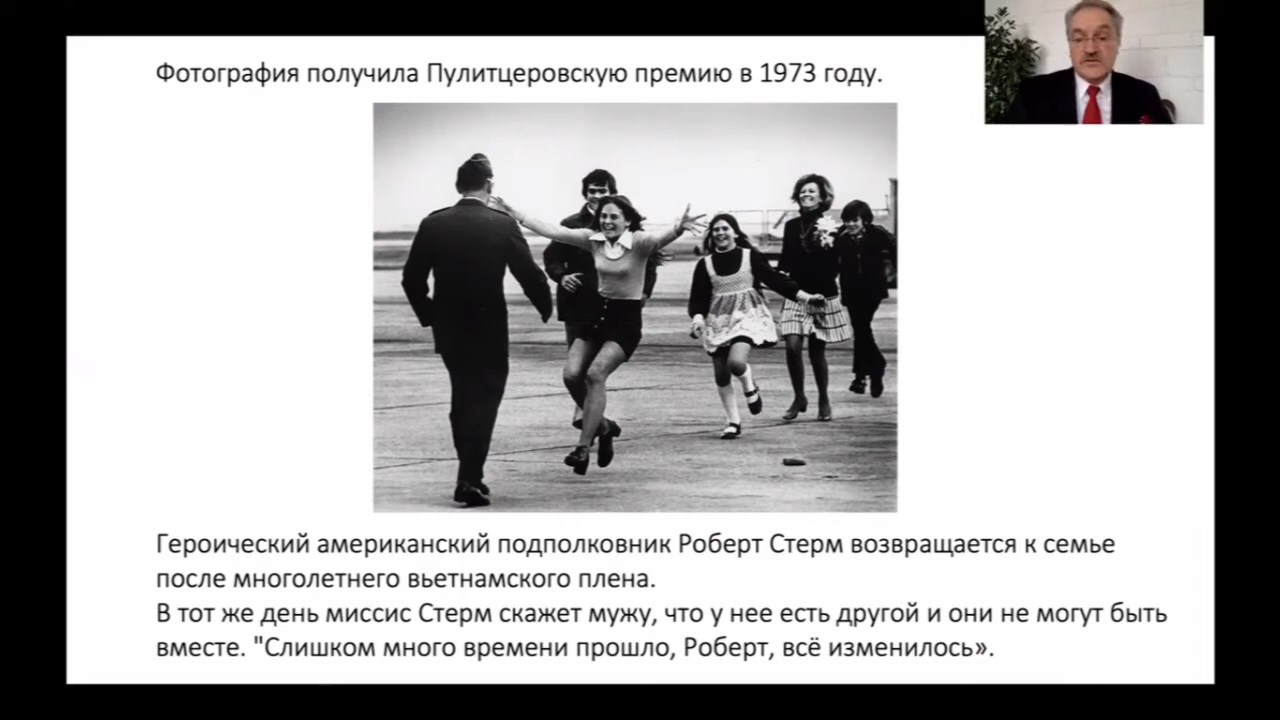 Фотография получила Пулитцеровскую премию в 1973 году.
Героический американский подполковник Роберт Стерм возвращается к семье
после многолетнего вьетнамского плена.
В тот же день миссис Стерм скажет мужу, что у нее есть другой и они не могут быть
вместе. "Слишком много времени прошло, Роберт, всё изменилось».